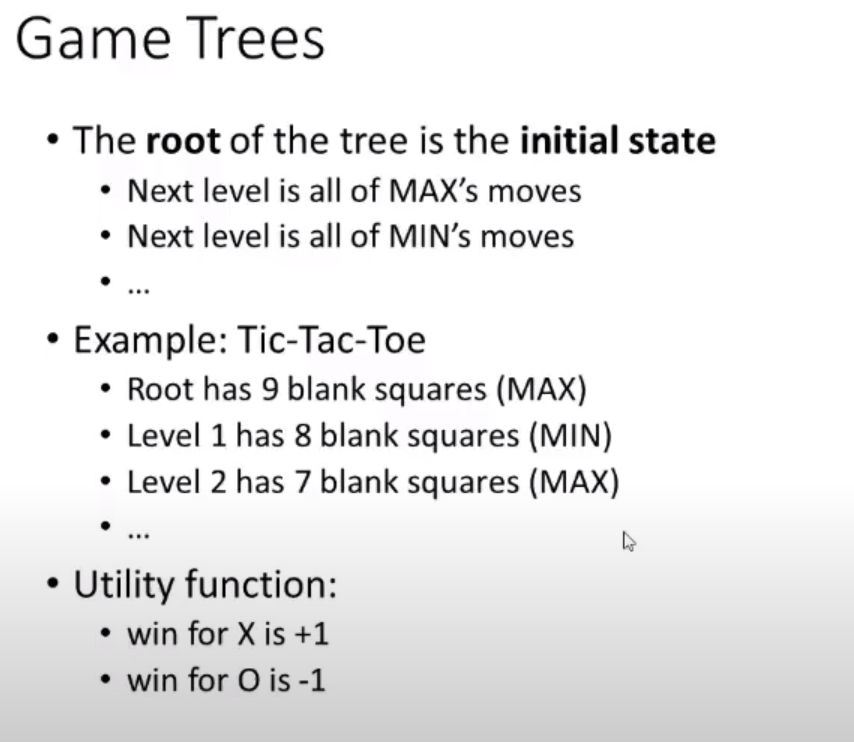 Game Trees
• The root of the tree is the initial state
• Next level is all of MAX's moves
• Next level is all of MIN's moves
• ...
• Example: Tic-Tac-Toe
• Root has 9 blank squares (MAX)
• Level 1 has 8 blank squares (MIN)
• Level 2 has 7 blank squares (MAX)
• ...
• Utility function:
• win for X is +1
• win for O is -1